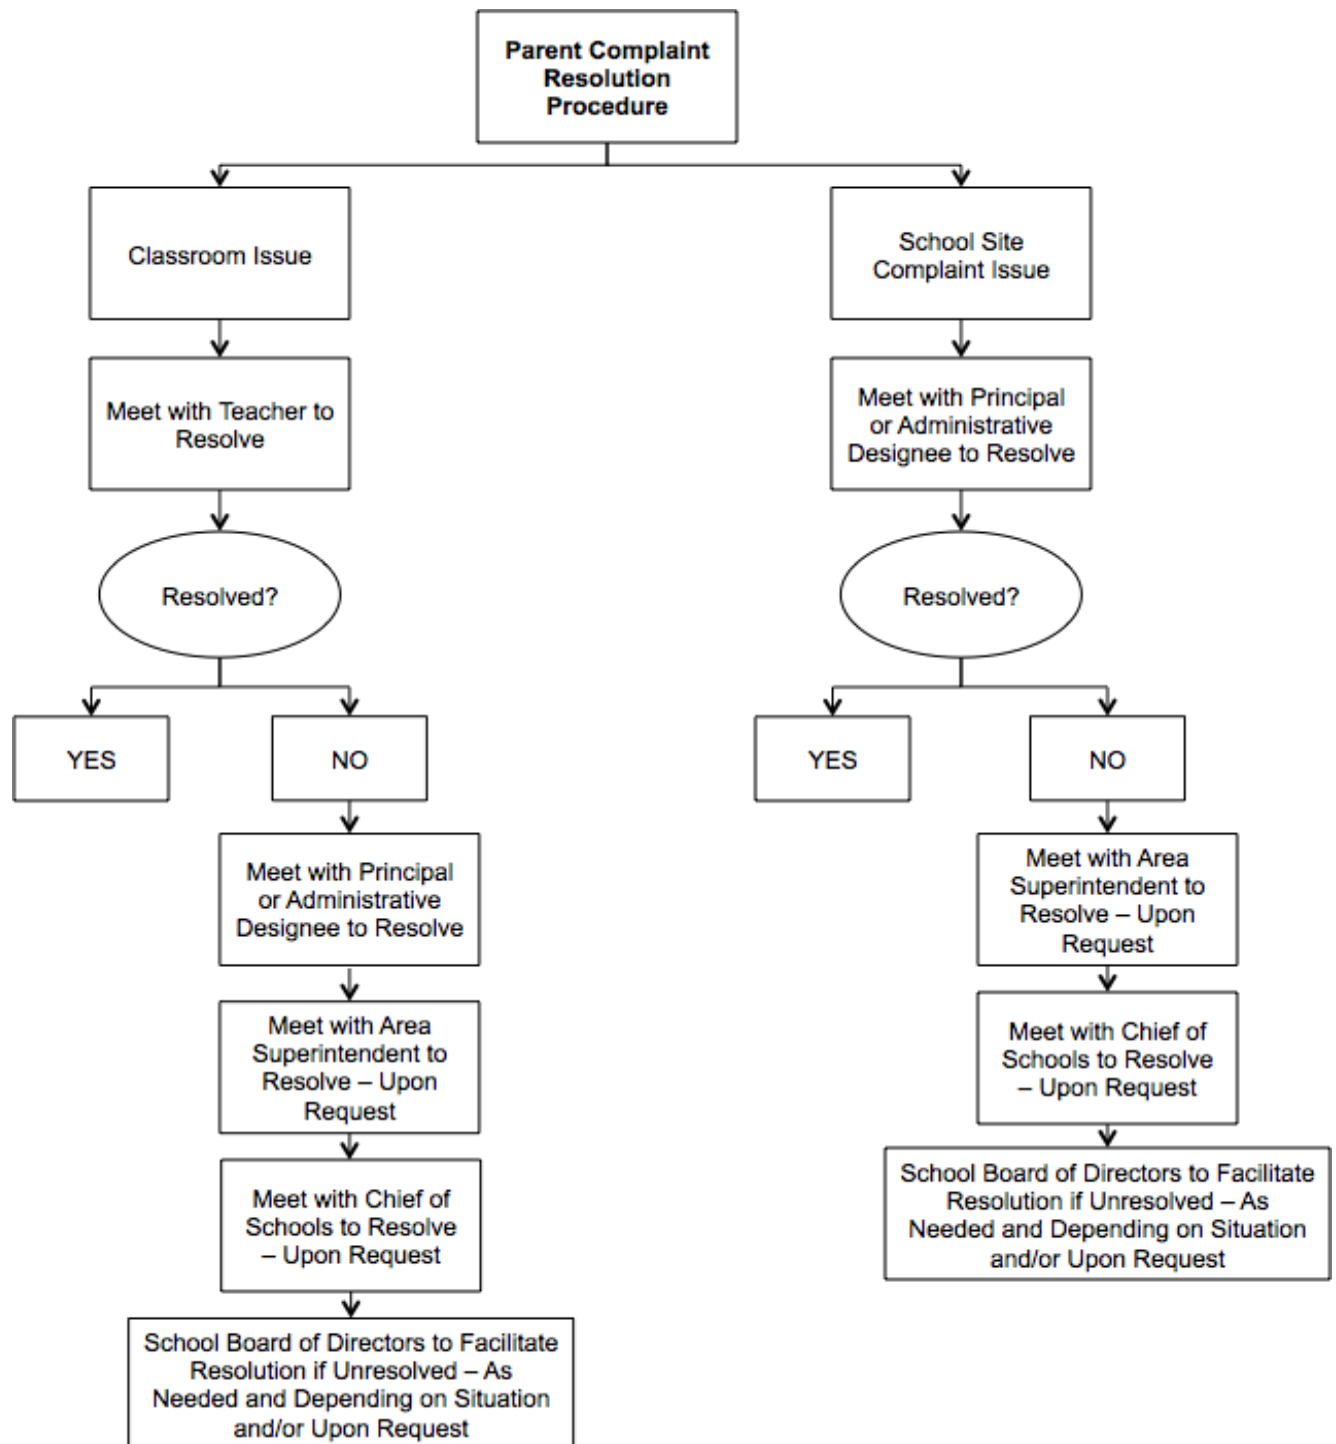 Parent Complaint
Resolution
Procedure
Classroom Issue
Meet with Teacher to
Resolve
Resolved?
YES
NO
Meet with Principal
or Administrative
Designee to Resolve
Meet with Area
Superintendent to
Resolve – Upon
Request
Meet with Chief of
Schools to Resolve
– Upon Request
School Board of Directors to Facilitate
Resolution if Unresolved – As
Needed and Depending on Situation
and/or Upon Request
School Site
Complaint Issue
Meet with Principal
or Administrative
Designee to Resolve
Resolved?
YES
NO
Meet with Area
Superintendent to
Resolve – Upon
Request
Meet with Chief of
Schools to Resolve
– Upon Request
School Board of Directors to Facilitate
Resolution if Unresolved – As
Needed and Depending on Situation
and/or Upon Request